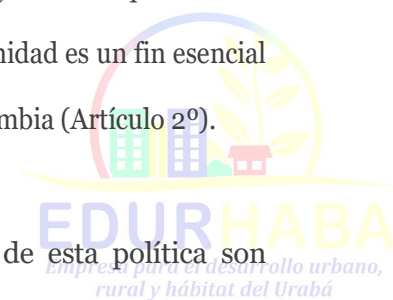 nidad es un fin esencial
mbia (Artículo 2º).
EDURHABA
de esta política son
Empresa para el desarrollo urbano,
rural y hábitat del Urabá